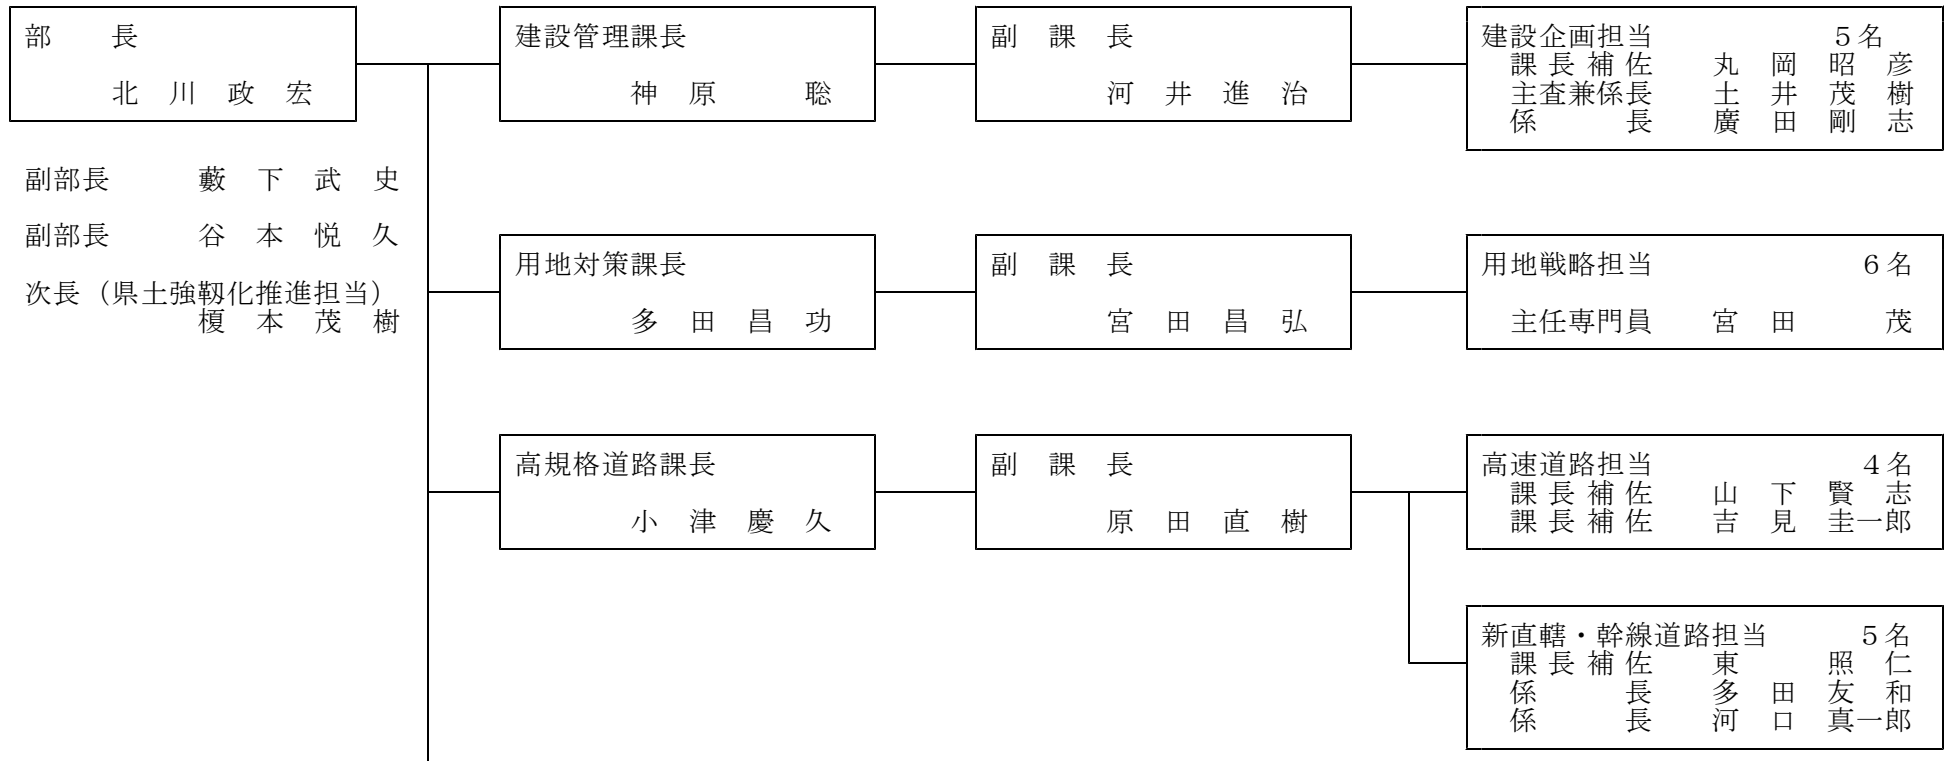 部　　長
北　川　政　宏
副部長　　　藪　下　武　史
副部長　　　谷　本　悦　久
次長（県土強靱化推進担当）
榎　本　茂　樹
建設管理課長
神　原　　　聡
副　課　長
河　井　進　治
建設企画担当　　　５名
課長補佐　　丸　岡　昭　彦
主査兼係長　　土　井　茂　樹
係　　　長　　廣　田　剛　志
用地対策課長
多　田　昌　功
副　課　長
宮　田　昌　弘
用地戦略担当　　　６名
主任専門員　　宮　田　　　茂
高規格道路課長
小　津　慶　久
副　課　長
原　田　直　樹
高速道路担当　　　４名
課長補佐　　山　下　賢　志
課長補佐　　吉　見　圭一郎
新直轄・幹線道路担当　　　５名
課長補佐　　東　　　照　仁
係　　　長　　多　田　友　和
係　　　長　　河　口　真一郎